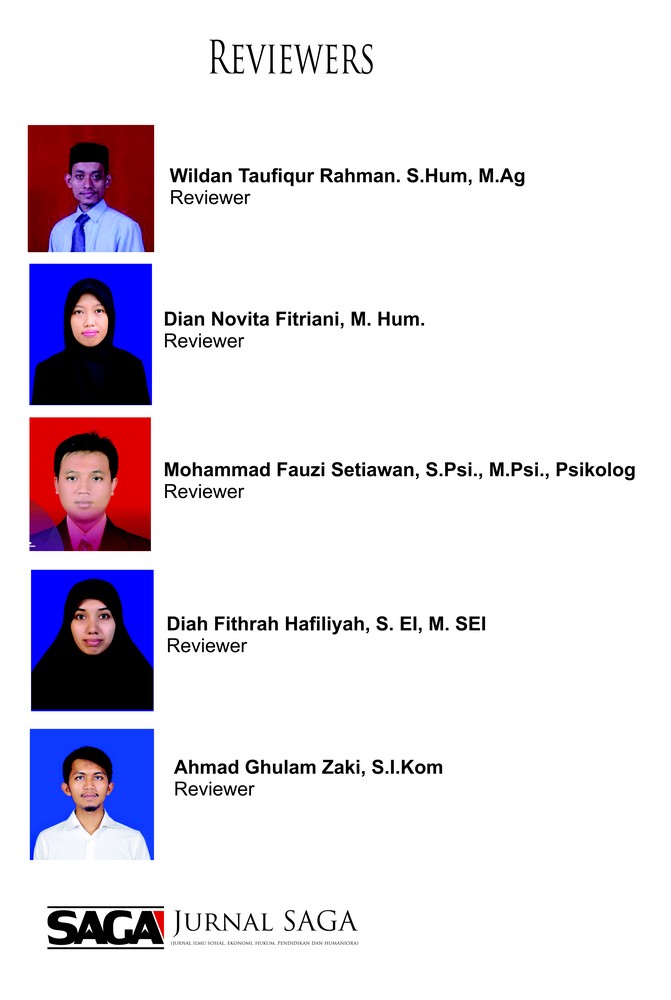 REVIEWERS
Wildan Taufiqur Rahman. S.Hum, M.Ag
Reviewer
Dian Novita Fitriani, M. Hum.
Reviewer
Mohammad Fauzi Setiawan, S.Psi., M.Psi., Psikolog
Reviewer
Diah Fithrah Hafiliyah, S. EI, M. SEI
Reviewer
Ahmad Ghulam Zaki, S.I.Kom
Reviewer
SAGA JURNAL SAGA
(JURNAL ILMU SOSIAL, EKONOMI, HUKUM, PENDIDIKAN DAN HUMANIORA)